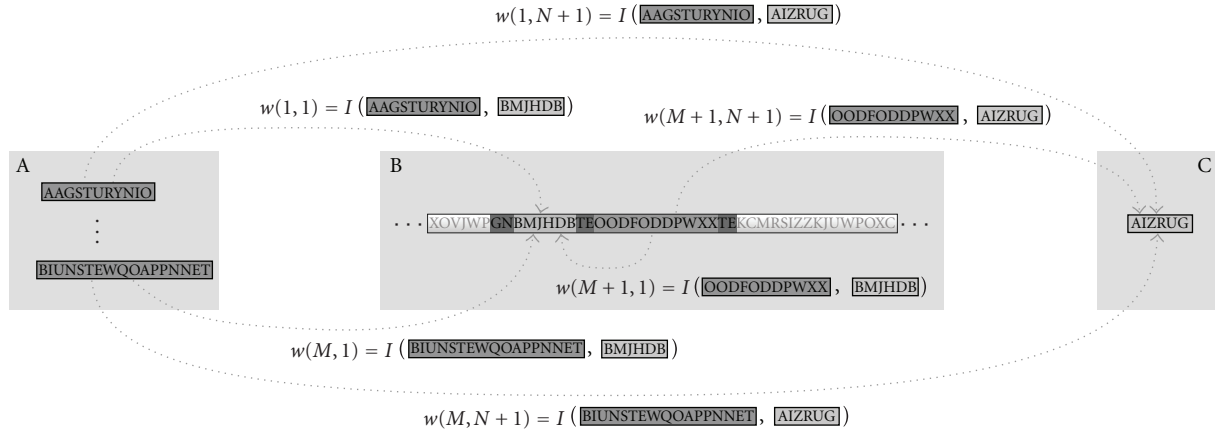 w(1, N + 1) = I (AAGSTURYNIO, AIZRUG)
w(1, 1) = I (AAGSTURYNIO, BMJHDB)
w(M + 1, N + 1) = I (OODFODDPWXX, AIZRUG)
A
B
C
AAGSTURYNIO
⋮
BIUNSTEWQOAPPNNET
· · · XOVJWPGNBMJHDBTEOODFODDPWXXTEKCMRSIZZKJUWPOXC · · ·
AIZRUG
w(M + 1, 1) = I (OODFODDPWXX, BMJHDB)
w(M, 1) = I (BIUNSTEWQOAPPNNET, BMJHDB)
w(M, N + 1) = I (BIUNSTEWQOAPPNNET, AIZRUG)